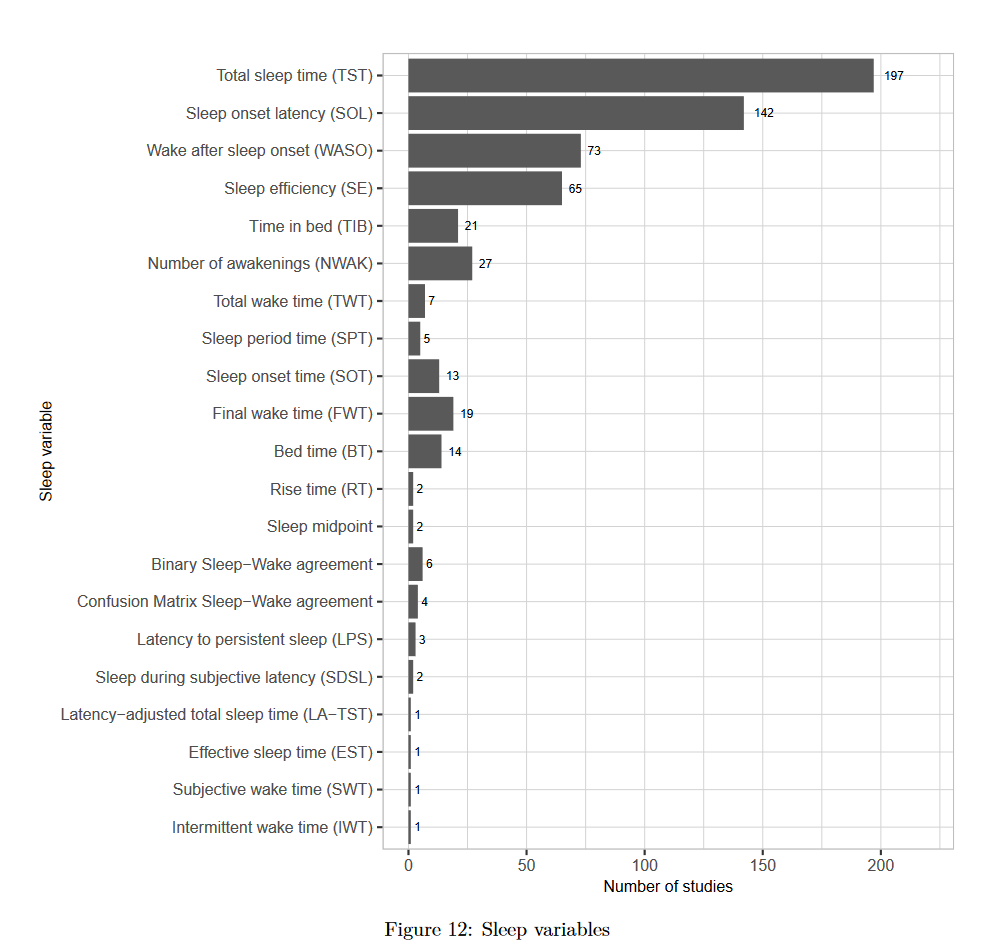 Total sleep time (TST) 197
Sleep onset latency (SOL) 142
Wake after sleep onset (WASO) 73
Sleep efficiency (SE) 65
Time in bed (TIB) 21
Number of awakenings (NWAK) 27
Total wake time (TWT) 7
Sleep period time (SPT) 5
Sleep onset time (SOT) 13
Final wake time (FWT) 19
Bed time (BT) 14
Rise time (RT) 2
Sleep midpoint 2
Binary Sleep−Wake agreement 6
Confusion Matrix Sleep−Wake agreement 4
Latency to persistent sleep (LPS) 3
Sleep during subjective latency (SDSL) 2
Latency−adjusted total sleep time (LA−TST) 1
Effective sleep time (EST) 1
Subjective wake time (SWT) 1
Intermittent wake time (IWT) 1
Sleep variable
0 50 100 150 200
Number of studies
Figure 12: Sleep variables